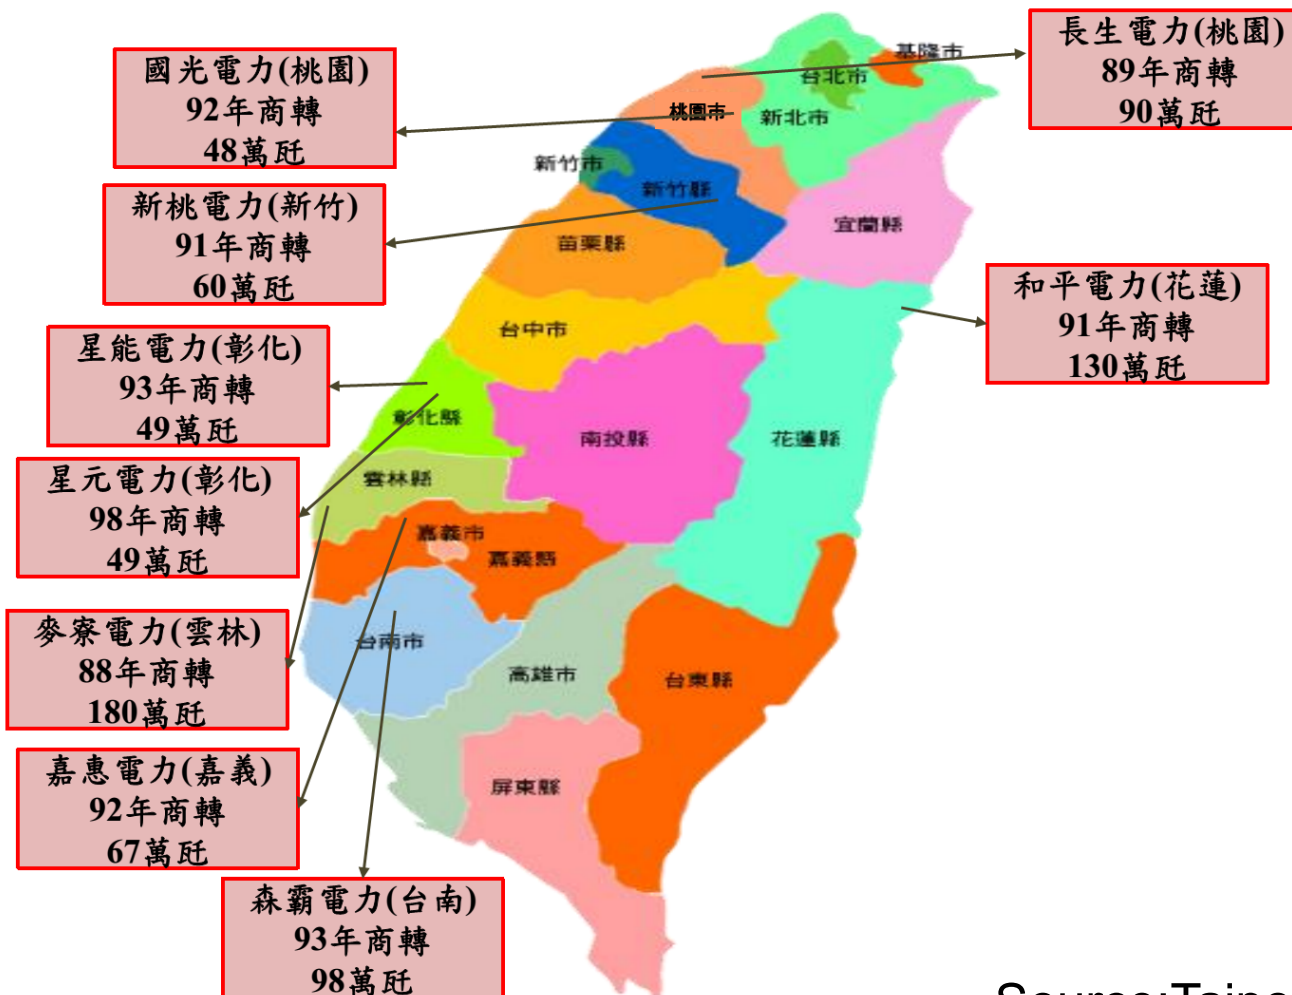 國光電力(桃園)
92年商轉
48萬瓩
長生電力(桃園)
89年商轉
90萬瓩
新桃電力(新竹)
91年商轉
60萬瓩
和平電力(花蓮)
91年商轉
130萬瓩
星能電力(彰化)
93年商轉
49萬瓩
星元電力(彰化)
98年商轉
49萬瓩
麥寮電力(雲林)
88年商轉
180萬瓩
嘉惠電力(嘉義)
92年商轉
67萬瓩
森霸電力(台南)
93年商轉
98萬瓩
基隆市
台北市
桃園市
新北市
新竹市
新竹縣
宜蘭縣
苗栗縣
台中市
彰化縣
南投縣
花蓮縣
雲林縣
嘉義市
嘉義縣
台南市
高雄市
台東縣
屏東縣